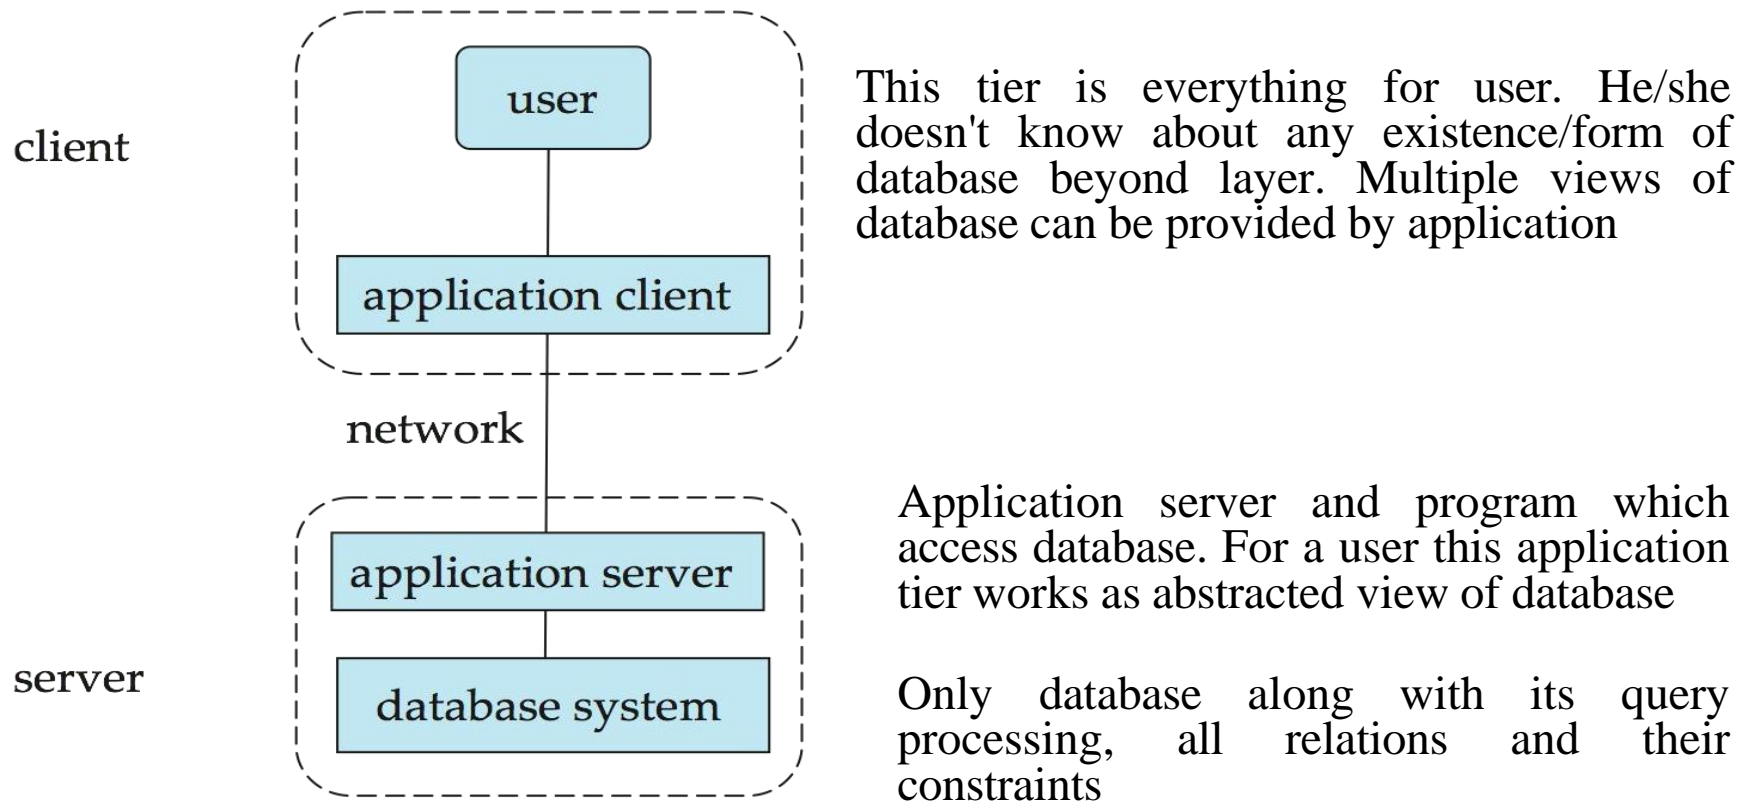 user
client
application client
This tier is everything for user. He/she
doesn't know about any existence/form of
database beyond layer. Multiple views of
database can be provided by application
network
application server
Application server and program which
access database. For a user this application
tier works as abstracted view of database
server
database system
Only database along with its query
processing, all relations and their
constraints